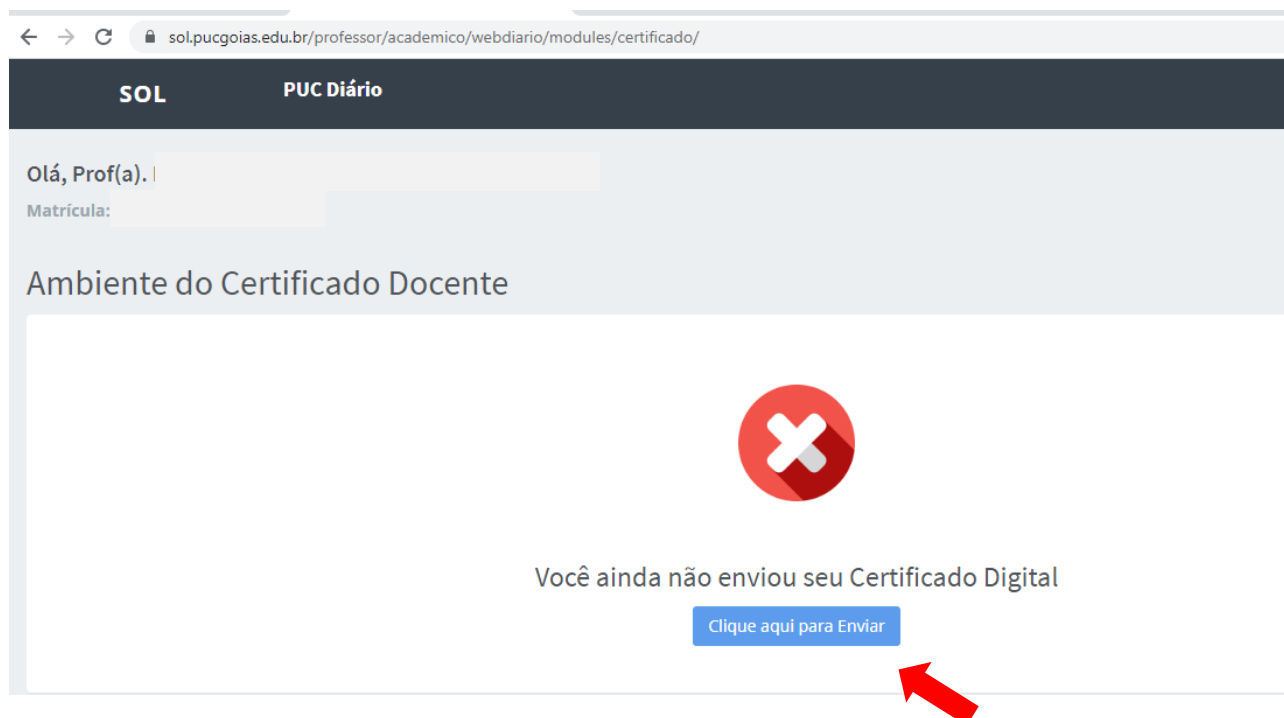 sol.pucgoias.edu.br/professor/academico/webdiario/modules/certificado/
SOL PUC Diário
Olá, Prof(a).
Matrícula:
Ambiente do Certificado Docente
Você ainda não enviou seu Certificado Digital
Clique aqui para Enviar